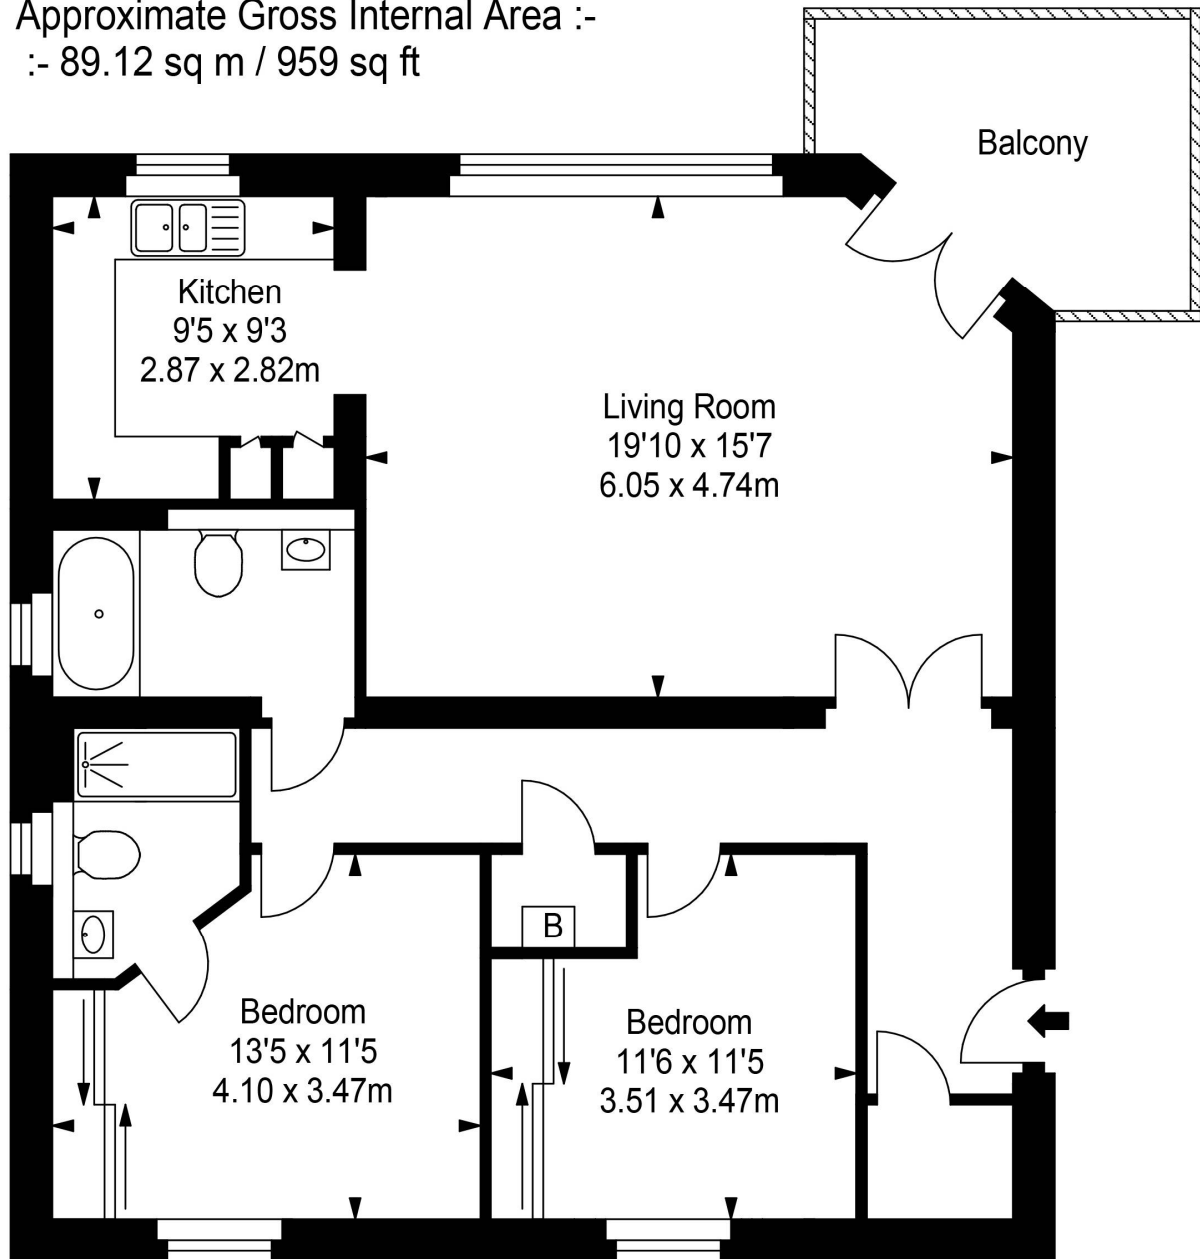 Approximate Gross Internal Area :-
:- 89.12 sq m / 959 sq ft
Balcony
Kitchen
9'5 x 9'3
2.87 x 2.82m
Living Room
19'10 x 15'7
6.05 x 4.74m
B
Bedroom
13'5 x 11'5
4.10 x 3.47m
Bedroom
11'6 x 11'5
3.51 x 3.47m